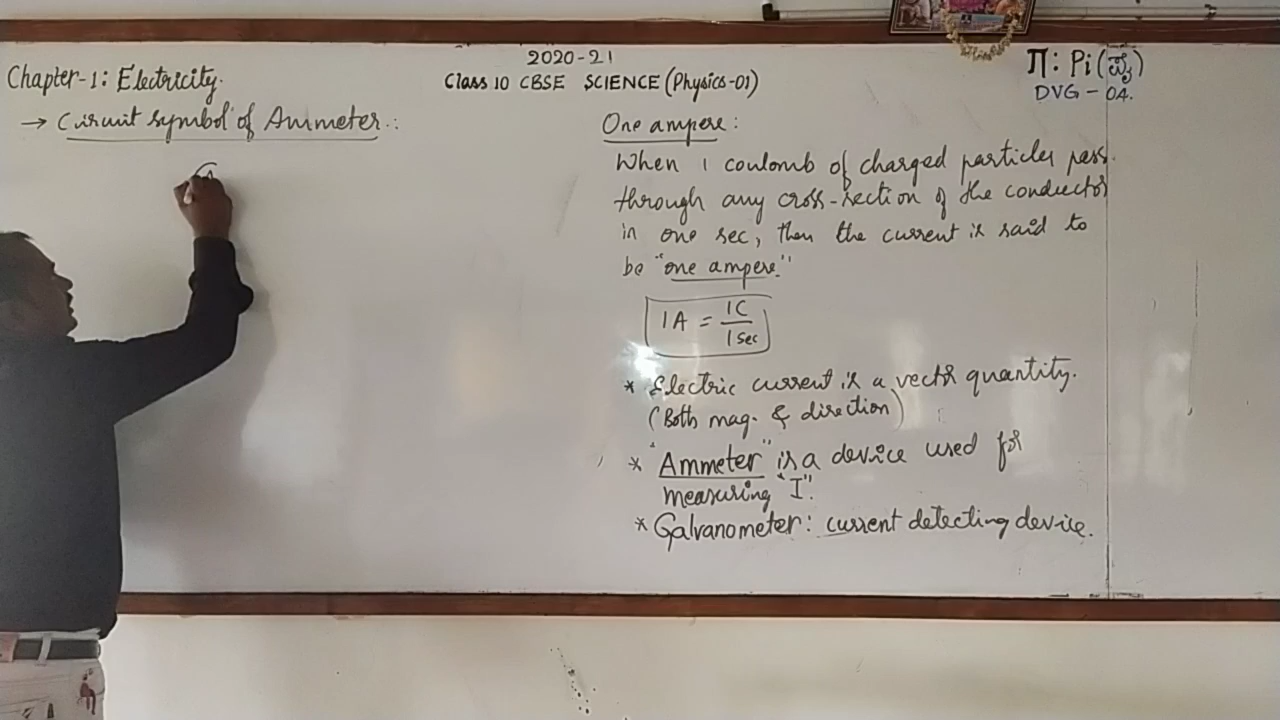 2020-21
Class 10 CBSE SCIENCE (Physics-01)
Π: Pi(ವೈ)
DVG - 04.
Chapter-1: Electricity.
→ Circuit symbol of Ammeter.:
One ampere:
When 1 coulomb of charged particles pass
through any cross-section of the conductor
in one sec, then the current is said to
be "one ampere."
1A = 1C
1 sec
* Electric current is a vector quantity.
(Both mag. & direction)
* "Ammeter" is a device used for
measuring "I".
* Galvanometer: current detecting device.